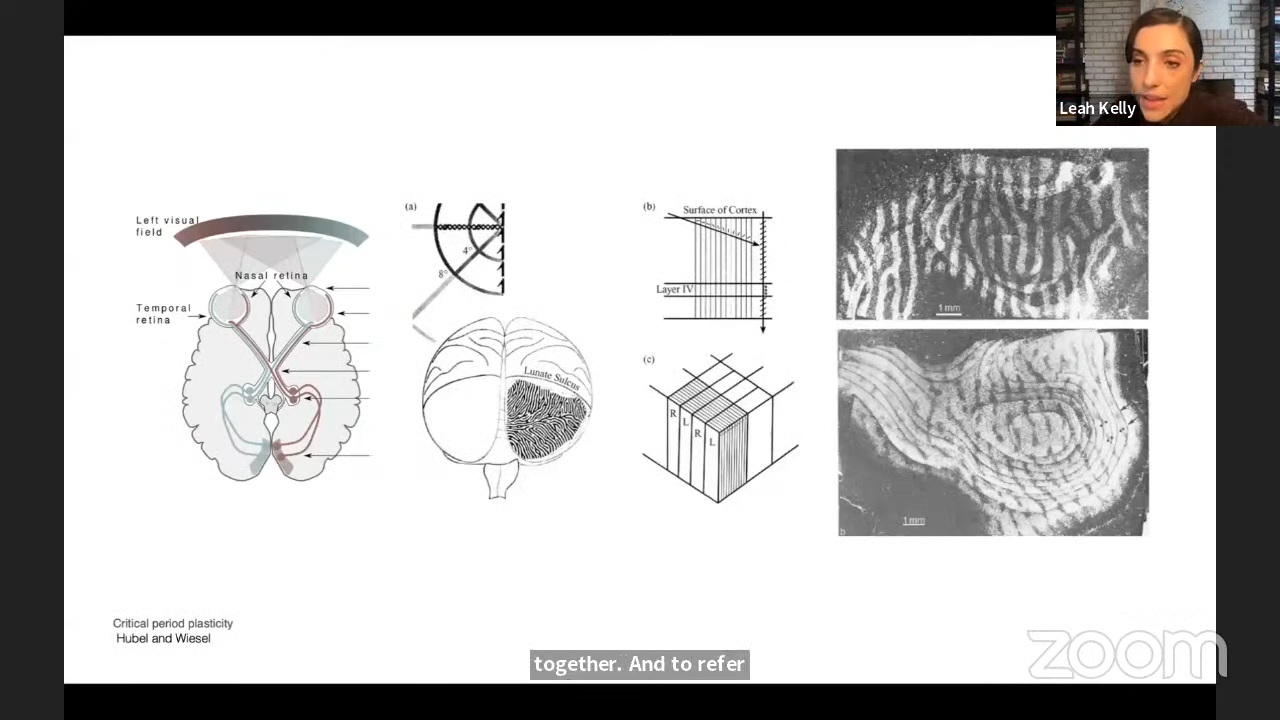 Leah Kelly
Left visual
field
Nasal retina
Temporal
retina
(a)
4°
8°
Lunate Sulcus
(b)
Surface of Cortex
Layer IV
(c)
R
L
R
L
1 mm
1 mm
b
Critical period plasticity
Hubel and Wiesel
together. And to refer
zoom